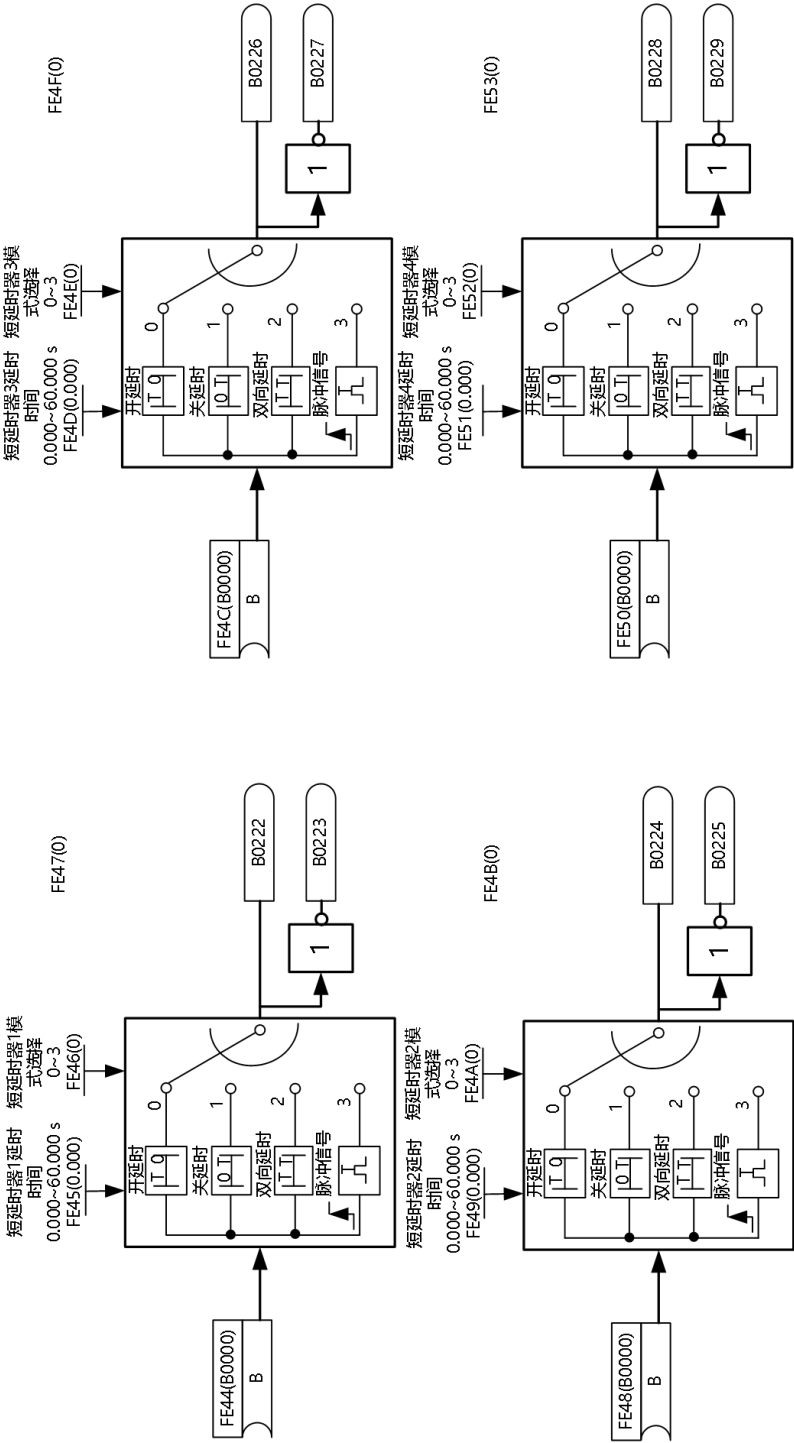 短延时器1延时
时间
0.000~60.000 s
FE45(0.000)
短延时器1模
式选择
0~3
FE46(0)
FE47(0)
FE44(B0000)
B
开延时
T 0
0
关延时
0 T
1
双向延时
T T
2
脉冲信号
T
3
1
B0222
B0223
短延时器2延时
时间
0.000~60.000 s
FE49(0.000)
短延时器2模
式选择
0~3
FE4A(0)
FE4B(0)
FE48(B0000)
B
开延时
T 0
0
关延时
0 T
1
双向延时
T T
2
脉冲信号
T
3
1
B0224
B0225
短延时器3延时
时间
0.000~60.000 s
FE4D(0.000)
短延时器3模
式选择
0~3
FE4E(0)
FE4F(0)
FE4C(B0000)
B
开延时
T 0
0
关延时
0 T
1
双向延时
T T
2
脉冲信号
T
3
1
B0226
B0227
短延时器4延时
时间
0.000~60.000 s
FE51(0.000)
短延时器4模
式选择
0~3
FE52(0)
FE53(0)
FE50(B0000)
B
开延时
T 0
0
关延时
0 T
1
双向延时
T T
2
脉冲信号
T
3
1
B0228
B0229